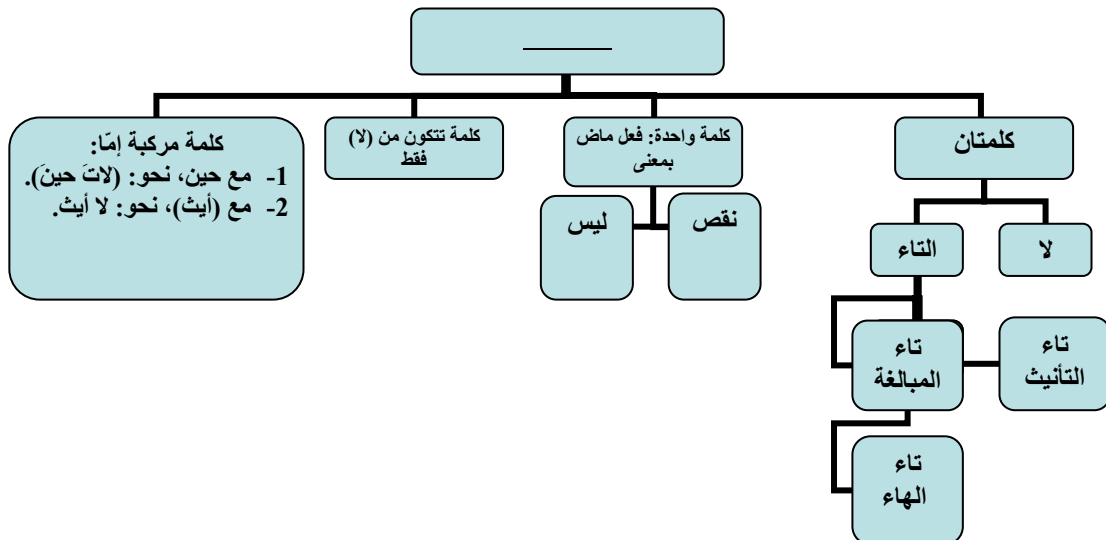 كلمتان
كلمة واحدة: فعل ماض
بمعنى
كلمة تتكون من (لا)
فقط
كلمة مركبة إمّا:
1- مع حين، نحو: (لاتَ حينَ).
2- مع (أيث)، نحو: لا أيث.
لا
التاء
نقص
ليس
تاء
التأنيث
تاء
المبالغة
تاء
الهاء